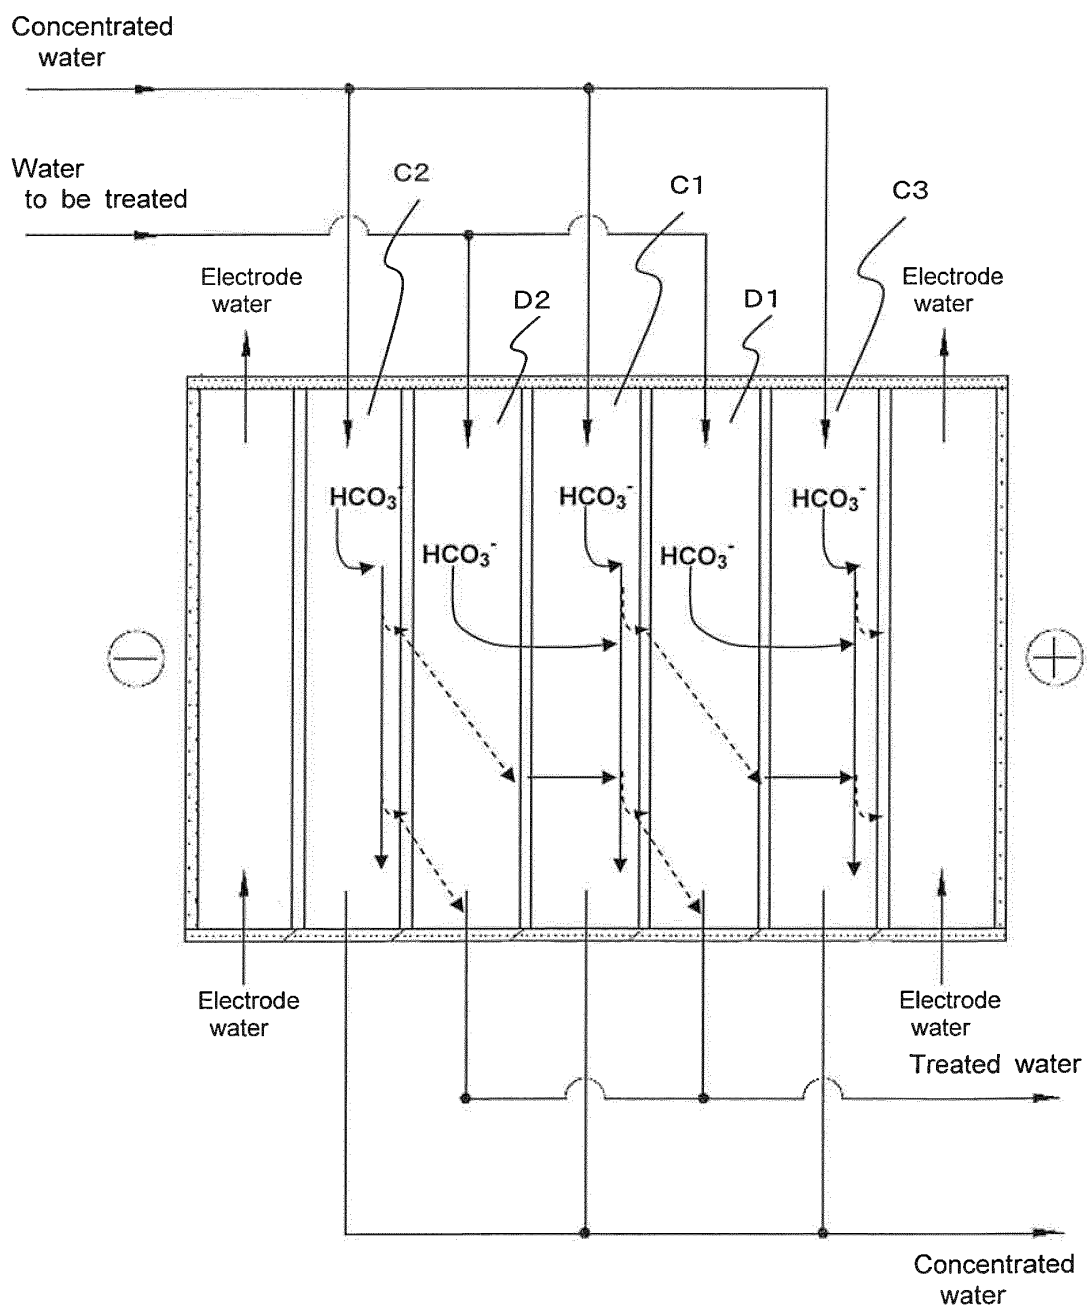 Concentrated
water
Water
to be treated
C2
C1
C3
Electrode
water
D2
D1
Electrode
water
HCO₃⁻
HCO₃⁻
HCO₃⁻
HCO₃⁻
HCO₃⁻
−
+
Electrode
water
Electrode
water
Treated water
Concentrated
water